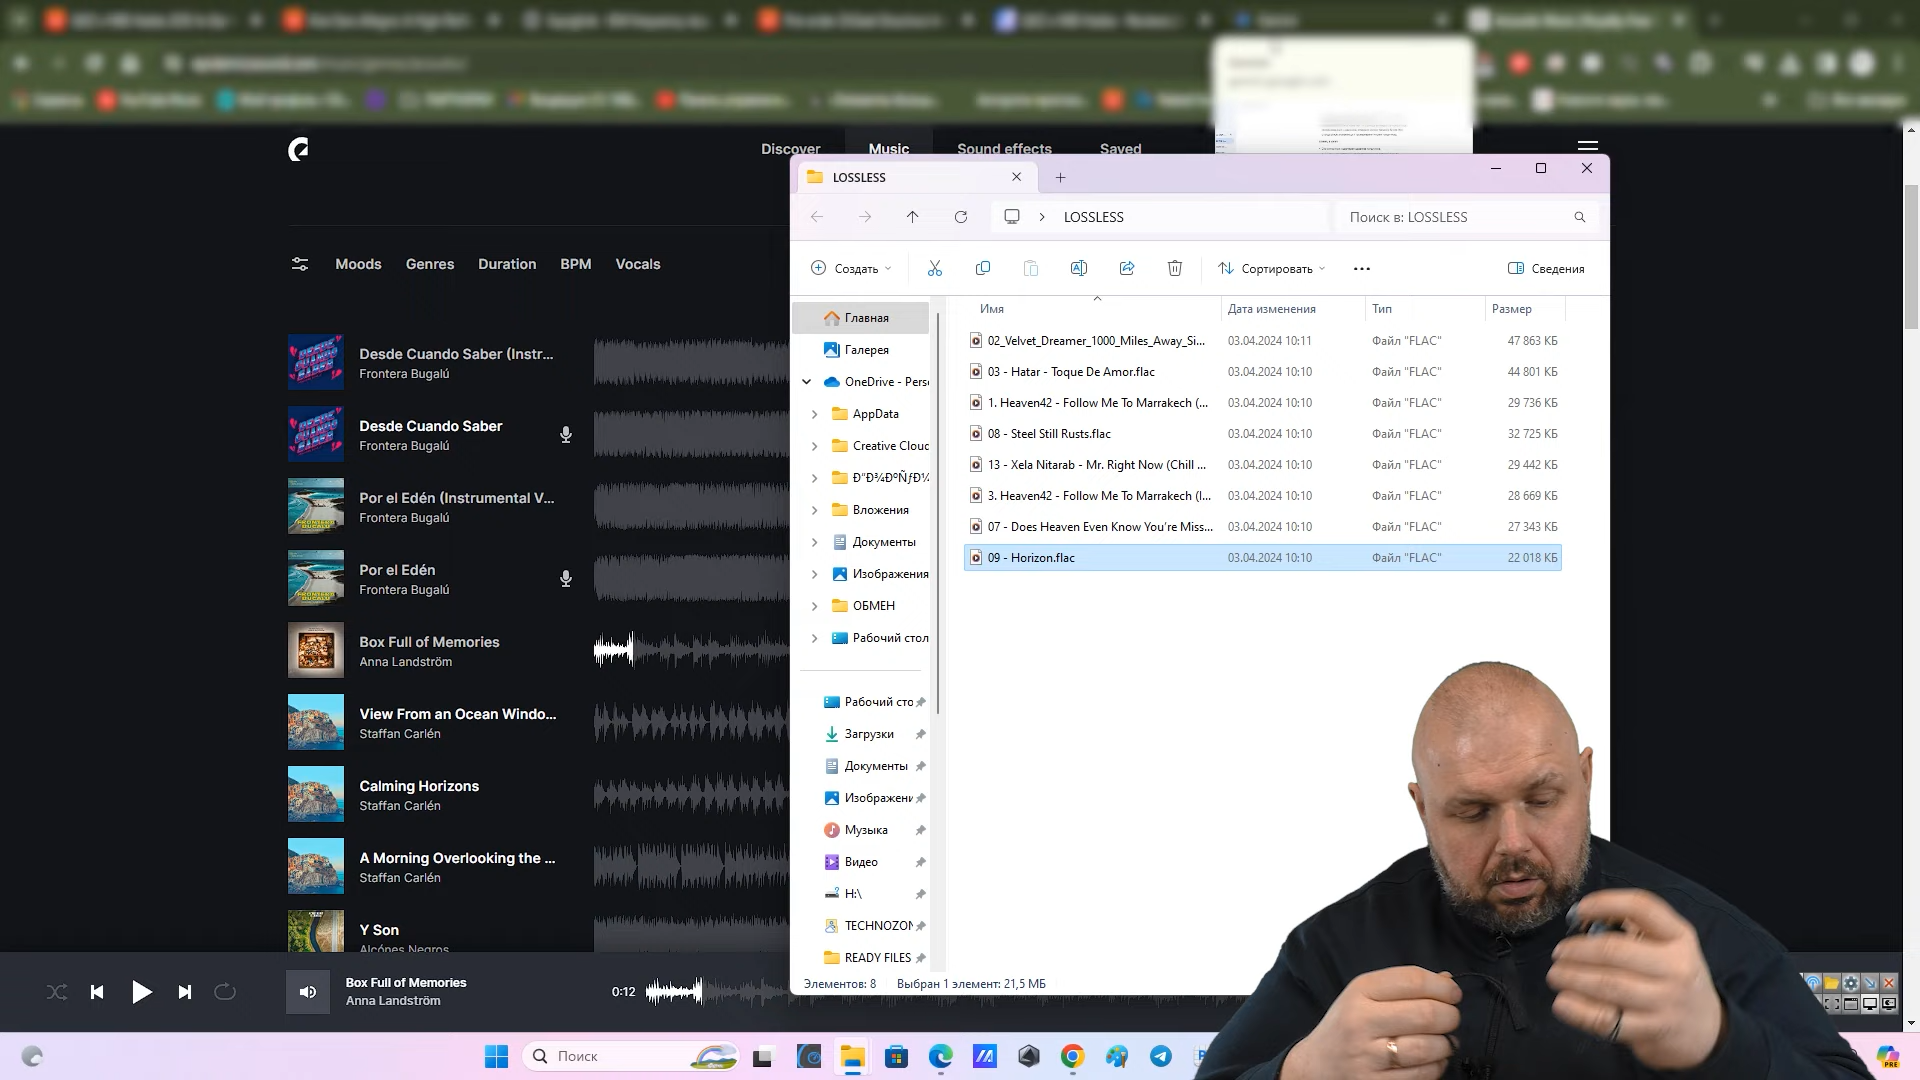 Discover
Music
Sound effects
Saved
Moods
Genres
Duration
BPM
Vocals
Desde Cuando Saber (Instr...
Frontera Bugalú
Desde Cuando Saber
Frontera Bugalú
Por el Edén (Instrumental V...
Frontera Bugalú
Por el Edén
Frontera Bugalú
Box Full of Memories
Anna Landström
View From an Ocean Windo...
Staffan Carlén
Calming Horizons
Staffan Carlén
A Morning Overlooking the ...
Staffan Carlén
Y Son
Alcónes Negros
Box Full of Memories
Anna Landström
0:12
LOSSLESS
LOSSLESS
Поиск в: LOSSLESS
Создать
Сортировать
Сведения
Главная
Галерея
OneDrive - Pers
AppData
Creative Cloud
Вложения
Документы
Изображения
ОБМЕН
Рабочий стол
Рабочий сто
Загрузки
Документы
Изображени
Музыка
Видео
H:\
TECHNOZON
READY FILES
Имя Дата изменения Тип Размер
02_Velvet_Dreamer_1000_Miles_Away_Si... 03.04.2024 10:11 Файл "FLAC" 47 863 КБ
03 - Hatar - Toque De Amor.flac 03.04.2024 10:10 Файл "FLAC" 44 801 КБ
1. Heaven42 - Follow Me To Marrakech (... 03.04.2024 10:10 Файл "FLAC" 29 736 КБ
08 - Steel Still Rusts.flac 03.04.2024 10:10 Файл "FLAC" 32 725 КБ
13 - Xela Nitarab - Mr. Right Now (Chill ... 03.04.2024 10:10 Файл "FLAC" 29 442 КБ
3. Heaven42 - Follow Me To Marrakech (I... 03.04.2024 10:10 Файл "FLAC" 28 669 КБ
07 - Does Heaven Even Know You're Miss... 03.04.2024 10:10 Файл "FLAC" 27 343 КБ
09 - Horizon.flac 03.04.2024 10:10 Файл "FLAC" 22 018 КБ
Элементов: 8 Выбран 1 элемент: 21,5 МБ
Поиск
PRE